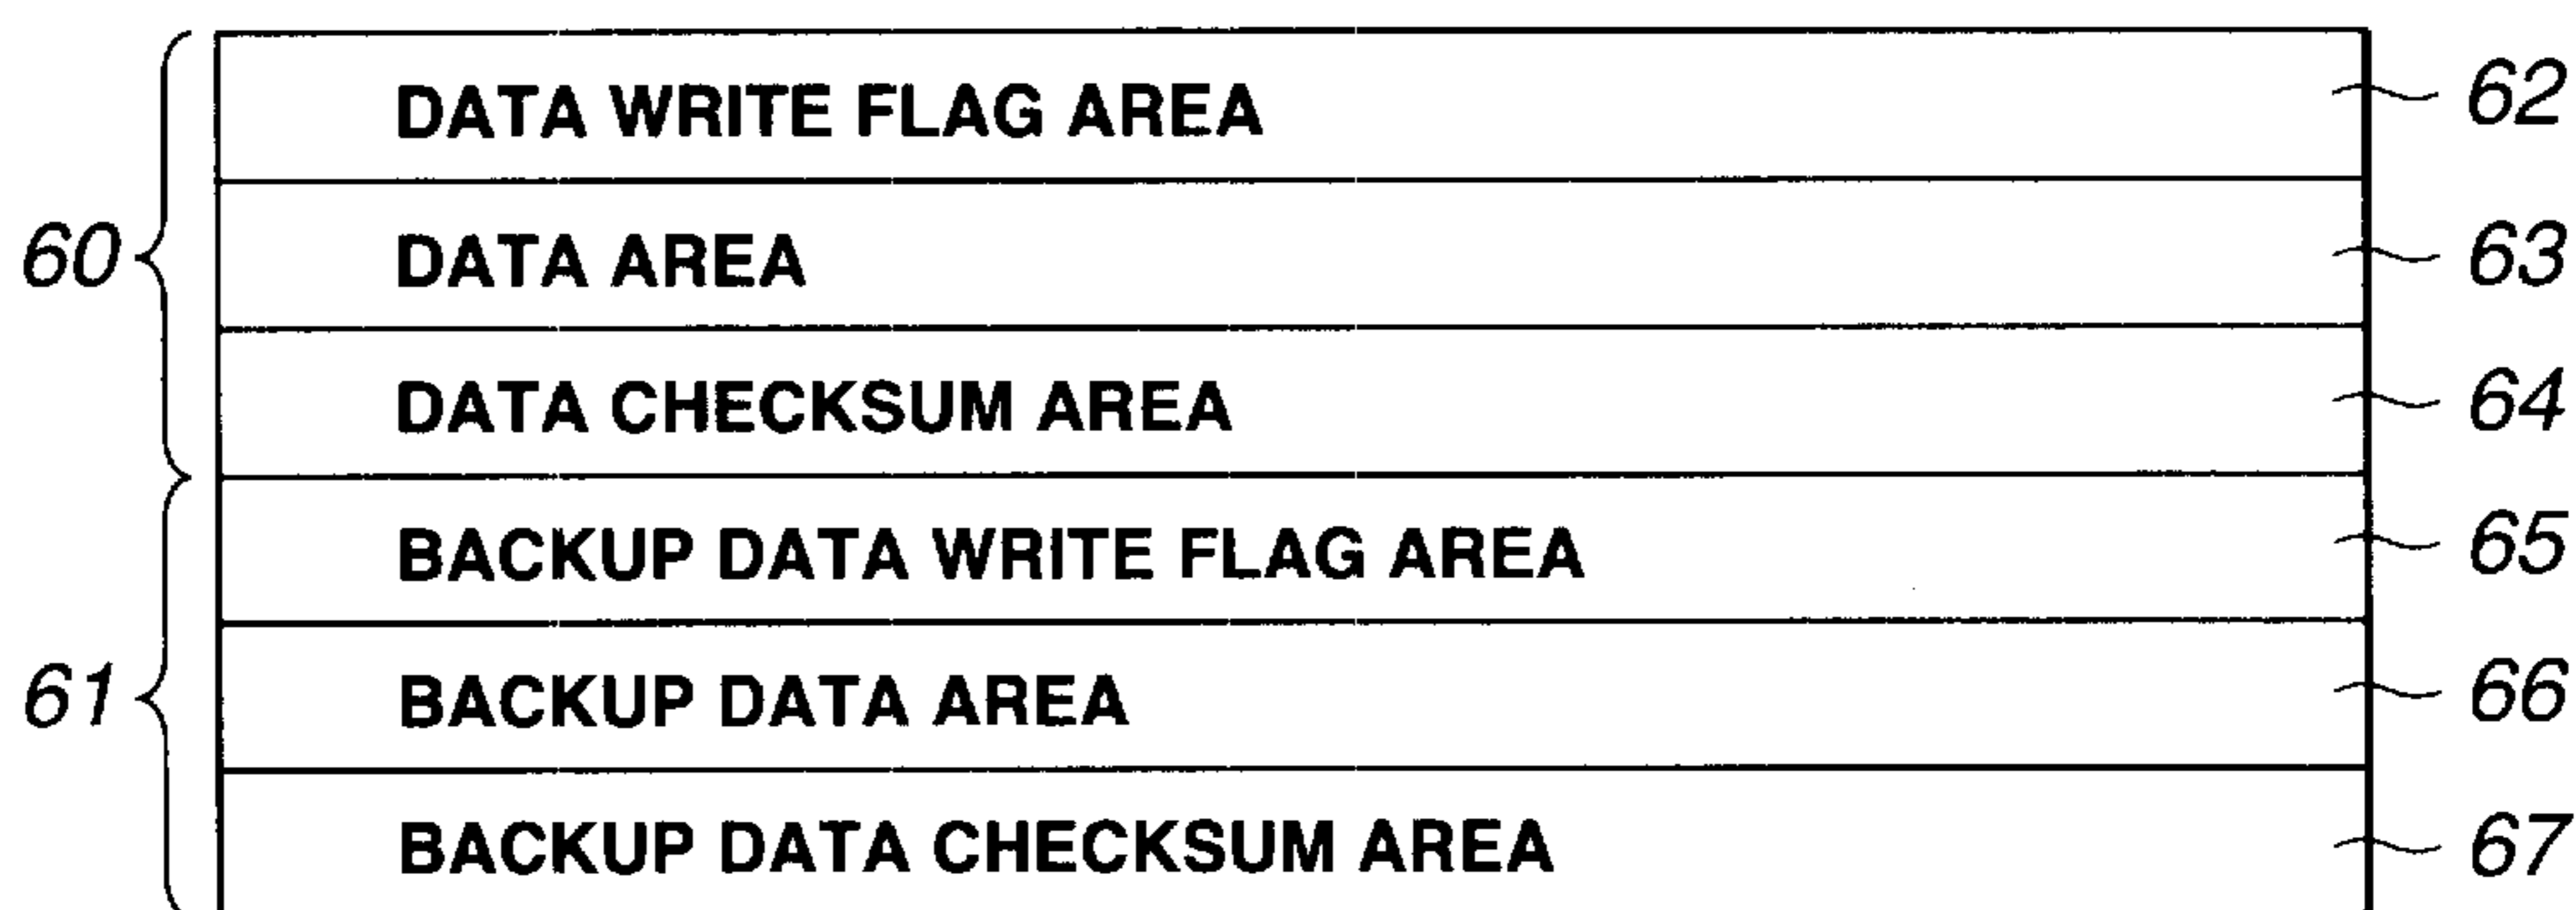 DATA WRITE FLAG AREA 62
60 DATA AREA 63
DATA CHECKSUM AREA 64
BACKUP DATA WRITE FLAG AREA 65
61 BACKUP DATA AREA 66
BACKUP DATA CHECKSUM AREA 67